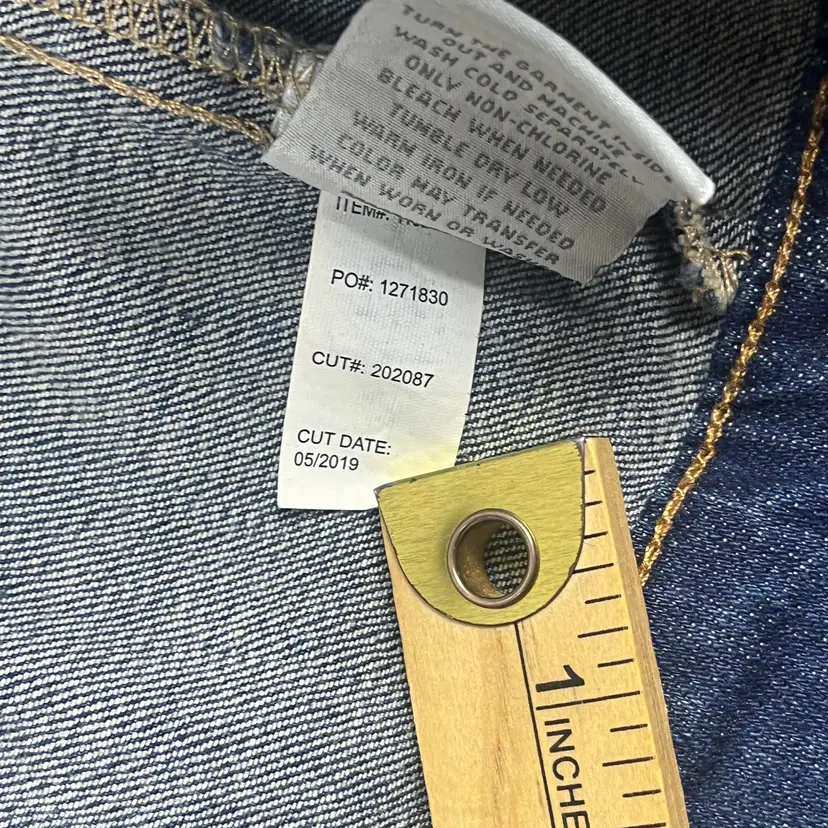 TURN THE GARMENT INSIDE
OUT AND MACHINE
WASH COLD SEPARATELY
ONLY NON-CHLORINE
BLEACH WHEN NEEDED
TUMBLE DRY LOW
WARM IRON IF NEEDED
COLOR MAY TRANSFER
WHEN WORN OR
ITEM#:
PO#: 1271830
CUT#: 202087
CUT DATE:
05/2019
1
INCHE